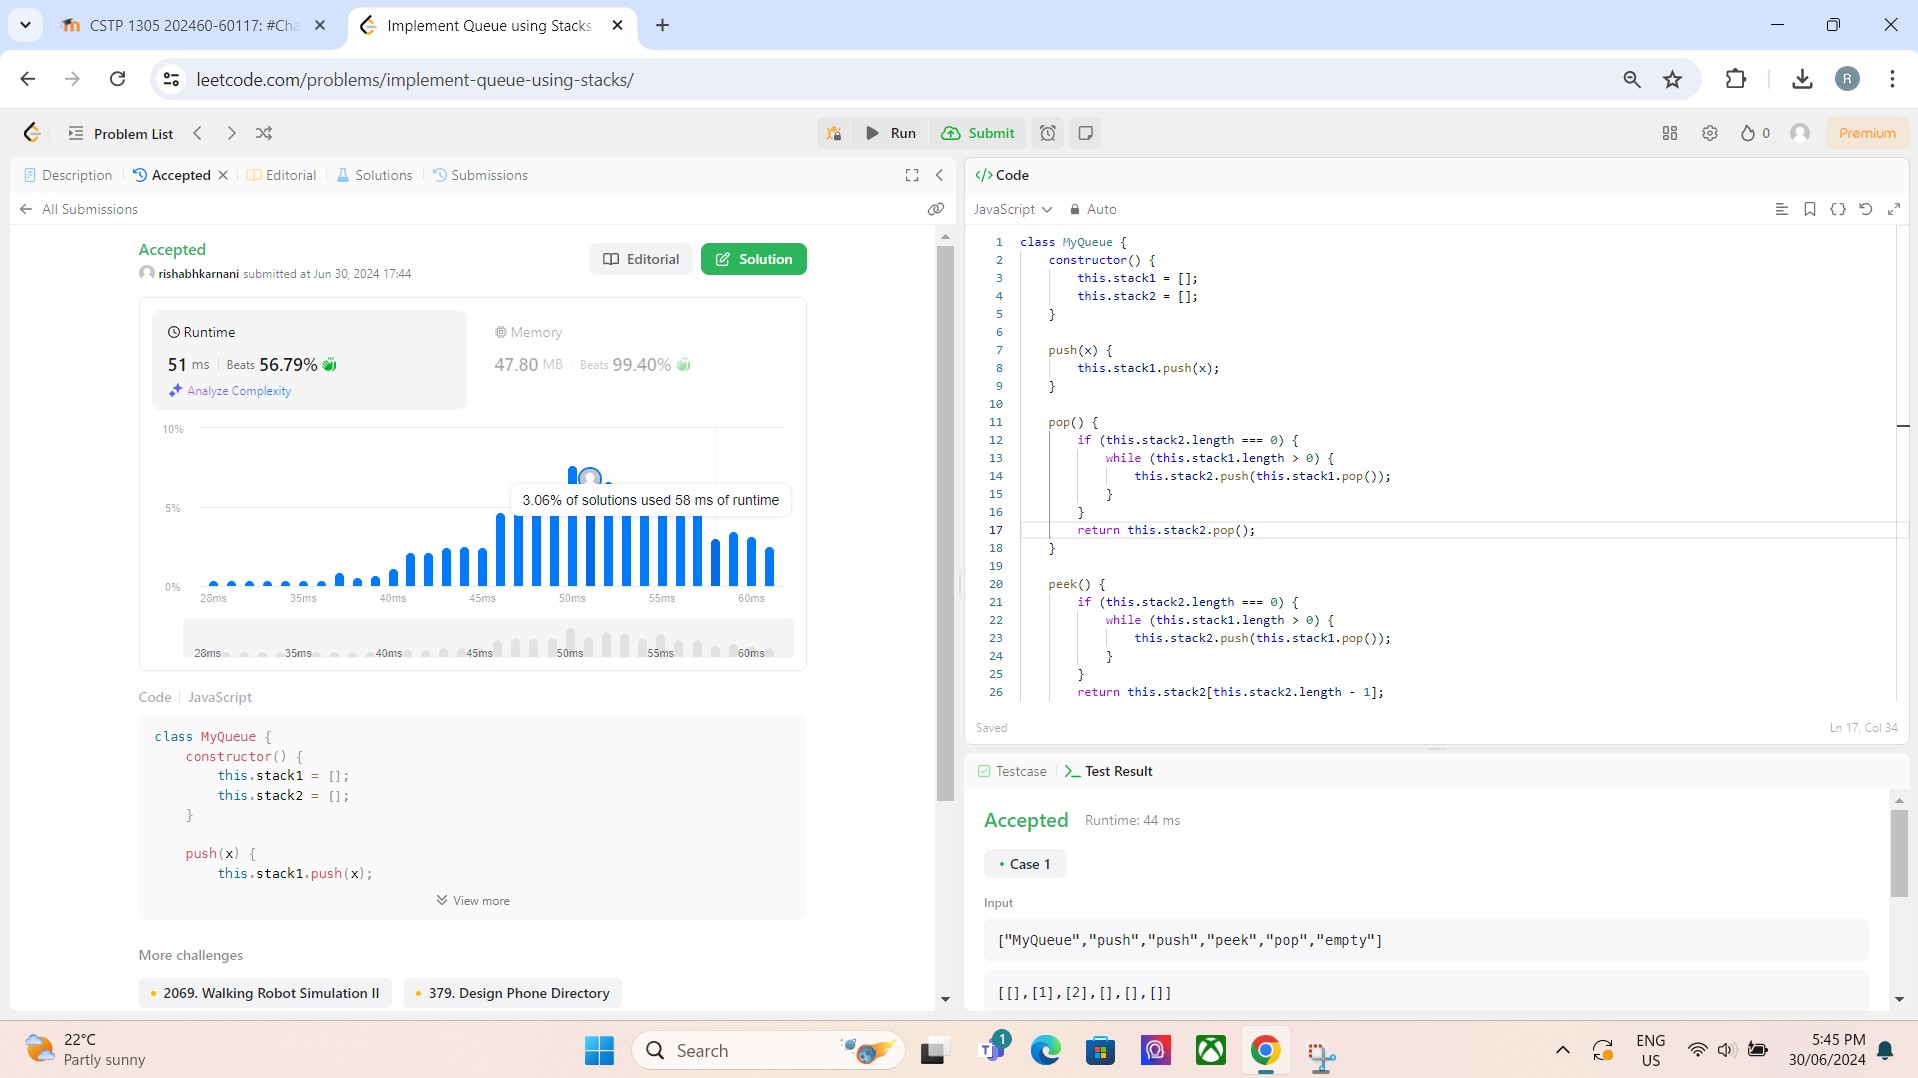 CSTP 1305 202460-60117: #Cha
Implement Queue using Stacks
leetcode.com/problems/implement-queue-using-stacks/
R
Problem List
Run
Submit
0
Premium
Description
Accepted
Editorial
Solutions
Submissions
All Submissions
Accepted
rishabhkarnani submitted at Jun 30, 2024 17:44
Editorial
Solution
Runtime
51 ms
Beats 56.79%
Analyze Complexity
Memory
47.80 MB
Beats 99.40%
10%
5%
0%
3.06% of solutions used 58 ms of runtime
28ms 35ms 40ms 45ms 50ms 55ms 60ms
28ms 35ms 40ms 45ms 50ms 55ms 60ms
Code JavaScript
class MyQueue {
constructor() {
this.stack1 = [];
this.stack2 = [];
}
push(x) {
this.stack1.push(x);
View more
More challenges
2069. Walking Robot Simulation II
379. Design Phone Directory
</> Code
JavaScript
Auto
1 class MyQueue {
2 constructor() {
3 this.stack1 = [];
4 this.stack2 = [];
5 }
6
7 push(x) {
8 this.stack1.push(x);
9 }
10
11 pop() {
12 if (this.stack2.length === 0) {
13 while (this.stack1.length > 0) {
14 this.stack2.push(this.stack1.pop());
15 }
16 }
17 return this.stack2.pop();
18 }
19
20 peek() {
21 if (this.stack2.length === 0) {
22 while (this.stack1.length > 0) {
23 this.stack2.push(this.stack1.pop());
24 }
25 }
26 return this.stack2[this.stack2.length - 1];
Saved
Ln 17, Col 34
Testcase
Test Result
Accepted Runtime: 44 ms
Case 1
Input
["MyQueue","push","push","peek","pop","empty"]
[[],[1],[2],[],[],[]]
22°C
Partly sunny
Search
1
ENG
US
5:45 PM
30/06/2024